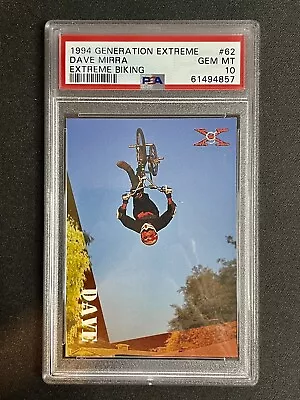 1994 GENERATION EXTREME #62
DAVE MIRRA GEM MT
EXTREME BIKING PSA 10
61494857
X
DAVE